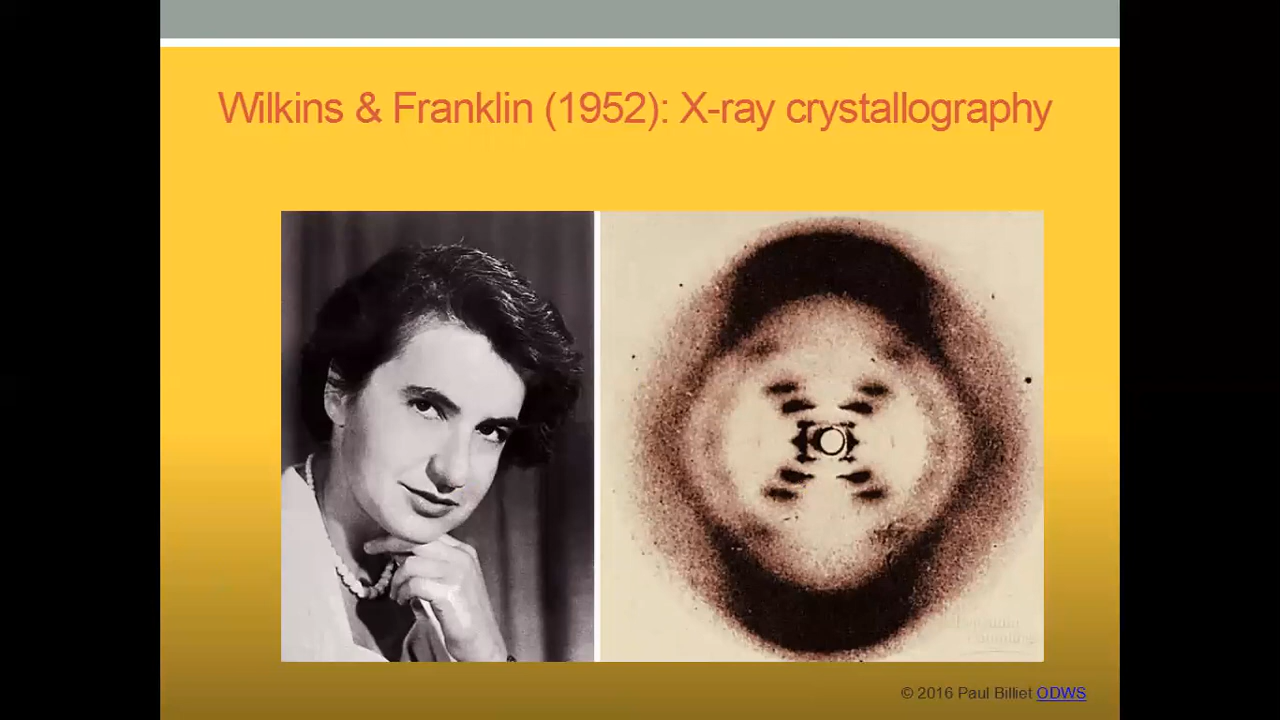 Wilkins & Franklin (1952): X-ray crystallography
© 2016 Paul Billiet ODWS